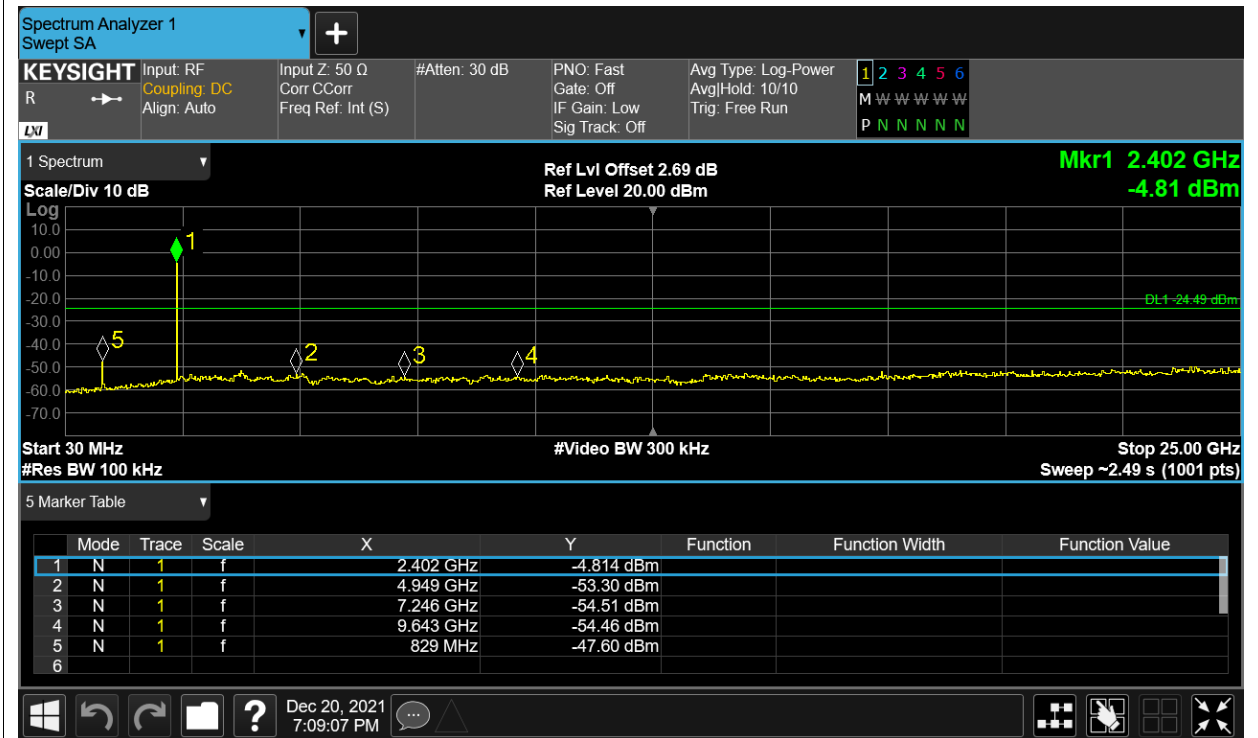 Spectrum Analyzer 1
Swept SA
KEYSIGHT
R
LXI
Input: RF
Coupling: DC
Align: Auto
Input Z: 50 Ω
Corr CCorr
Freq Ref: Int (S)
#Atten: 30 dB
PNO: Fast
Gate: Off
IF Gain: Low
Sig Track: Off
Avg Type: Log-Power
Avg|Hold: 10/10
Trig: Free Run
1 2 3 4 5 6
M W W W W W
P N N N N N
1 Spectrum
Scale/Div 10 dB
Ref Lvl Offset 2.69 dB
Ref Level 20.00 dBm
Mkr1 2.402 GHz
-4.81 dBm
Log
10.0
0.00
-10.0
-20.0
-30.0
-40.0
-50.0
-60.0
-70.0
1
5
2
3
4
DL1 -24.49 dBm
Start 30 MHz
#Res BW 100 kHz
#Video BW 300 kHz
Stop 25.00 GHz
Sweep ~2.49 s (1001 pts)
5 Marker Table
Mode Trace Scale X Y Function Function Width Function Value
1 N 1 f 2.402 GHz -4.814 dBm
2 N 1 f 4.949 GHz -53.30 dBm
3 N 1 f 7.246 GHz -54.51 dBm
4 N 1 f 9.643 GHz -54.46 dBm
5 N 1 f 829 MHz -47.60 dBm
6
?
Dec 20, 2021
7:09:07 PM